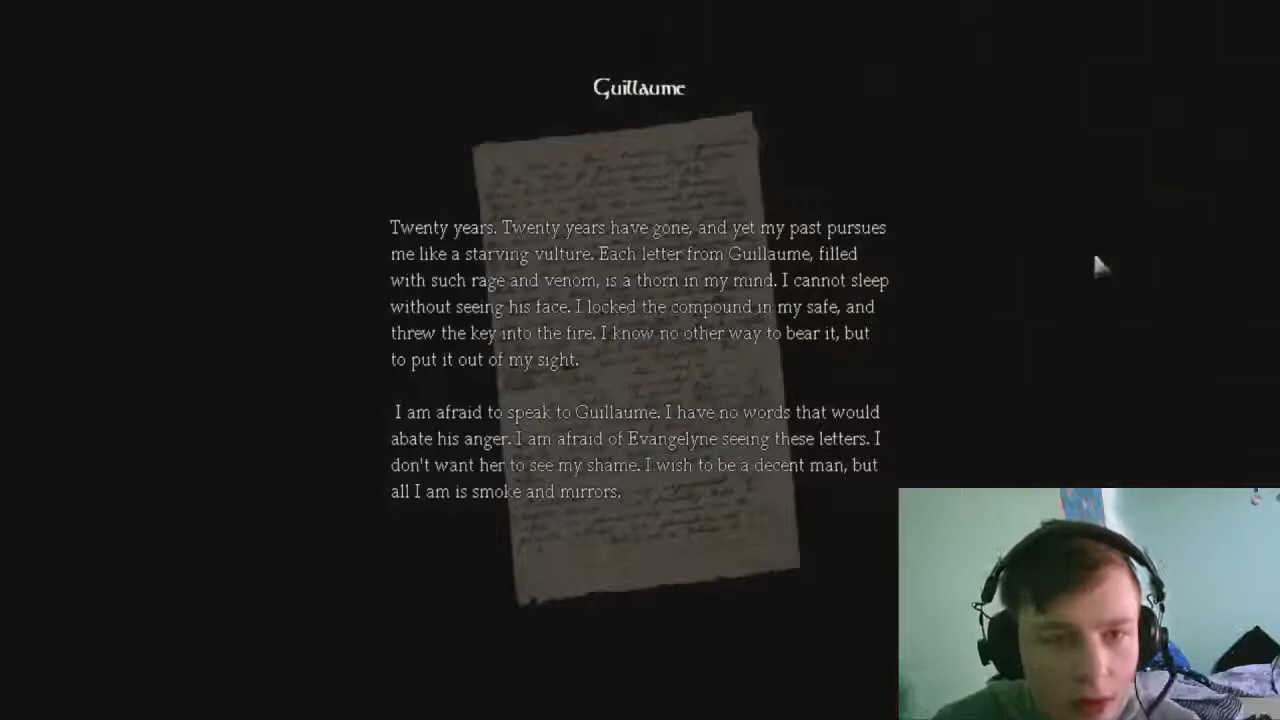 Guillaume
Twenty years. Twenty years have gone, and yet my past pursues
me like a starving vulture. Each letter from Guillaume, filled
with such rage and venom, is a thorn in my mind. I cannot sleep
without seeing his face. I locked the compound in my safe, and
threw the key into the fire. I know no other way to bear it, but
to put it out of my sight.
I am afraid to speak to Guillaume. I have no words that would
abate his anger. I am afraid of Evangelyne seeing these letters. I
don't want her to see my shame. I wish to be a decent man, but
all I am is smoke and mirrors.